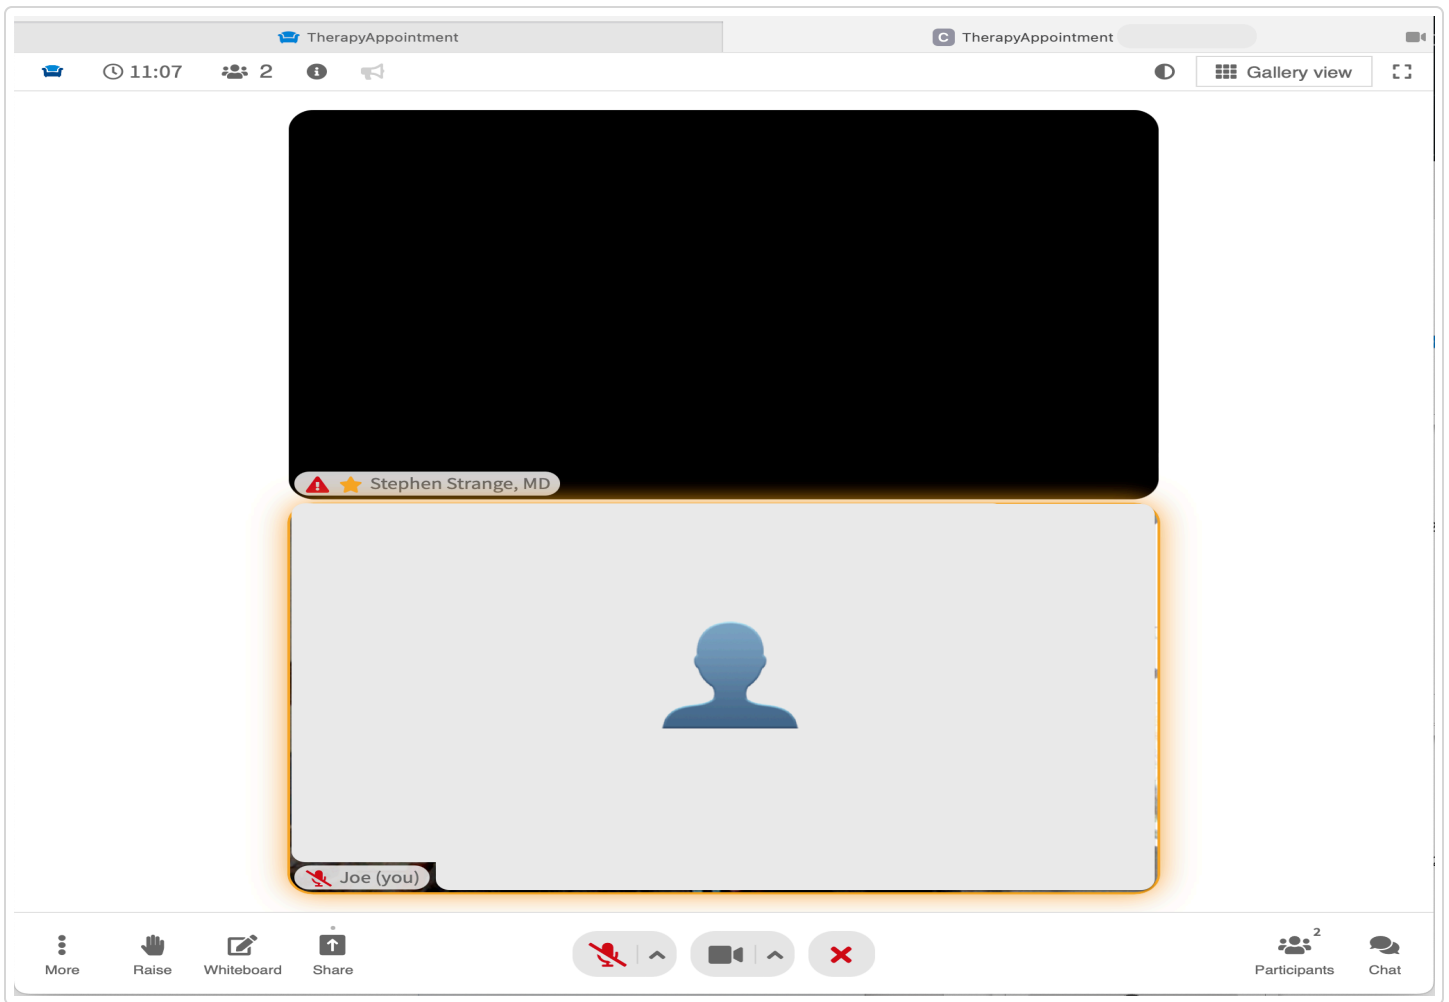 TherapyAppointment
C TherapyAppointment
11:07 2 Gallery view
Stephen Strange, MD
Joe (you)
More Raise Whiteboard Share 2 Participants Chat